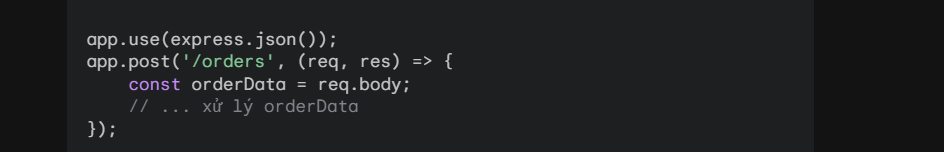 app.use(express.json());
app.post('/orders', (req, res) => {
    const orderData = req.body;
    // ... xử lý orderData
});